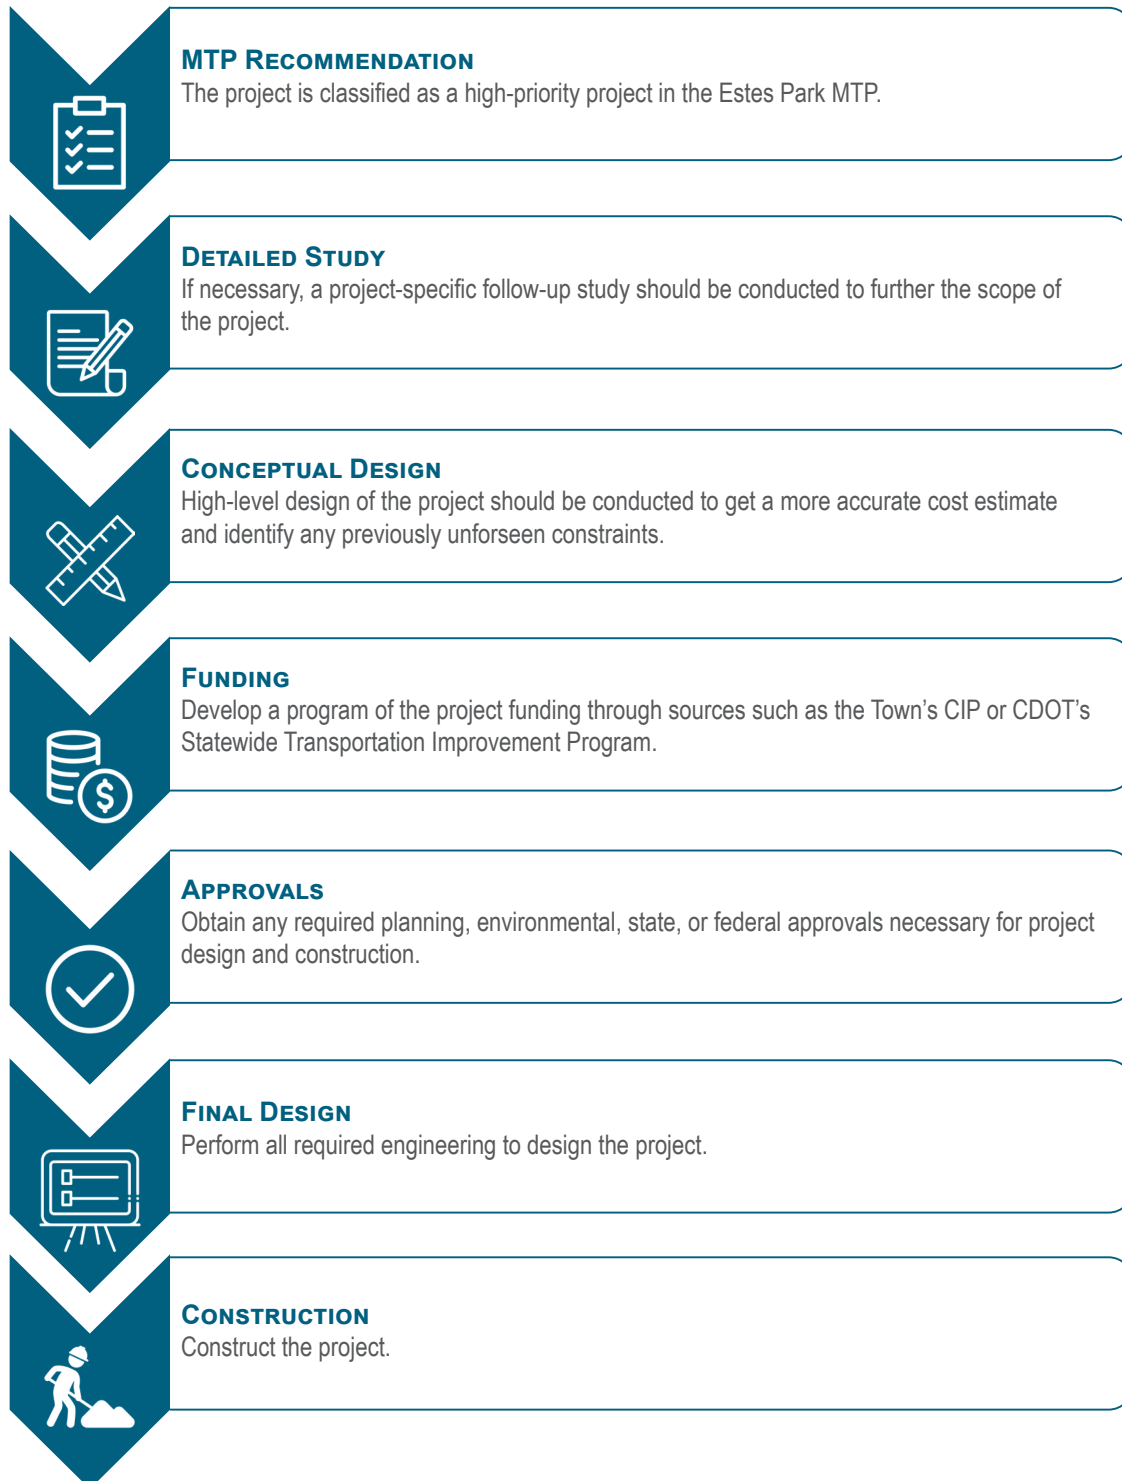 MTP Recommendation
The project is classified as a high-priority project in the Estes Park MTP.
Detailed Study
If necessary, a project-specific follow-up study should be conducted to further the scope of
the project.
Conceptual Design
High-level design of the project should be conducted to get a more accurate cost estimate
and identify any previously unforseen constraints.
Funding
Develop a program of the project funding through sources such as the Town's CIP or CDOT's
Statewide Transportation Improvement Program.
Approvals
Obtain any required planning, environmental, state, or federal approvals necessary for project
design and construction.
Final Design
Perform all required engineering to design the project.
Construction
Construct the project.